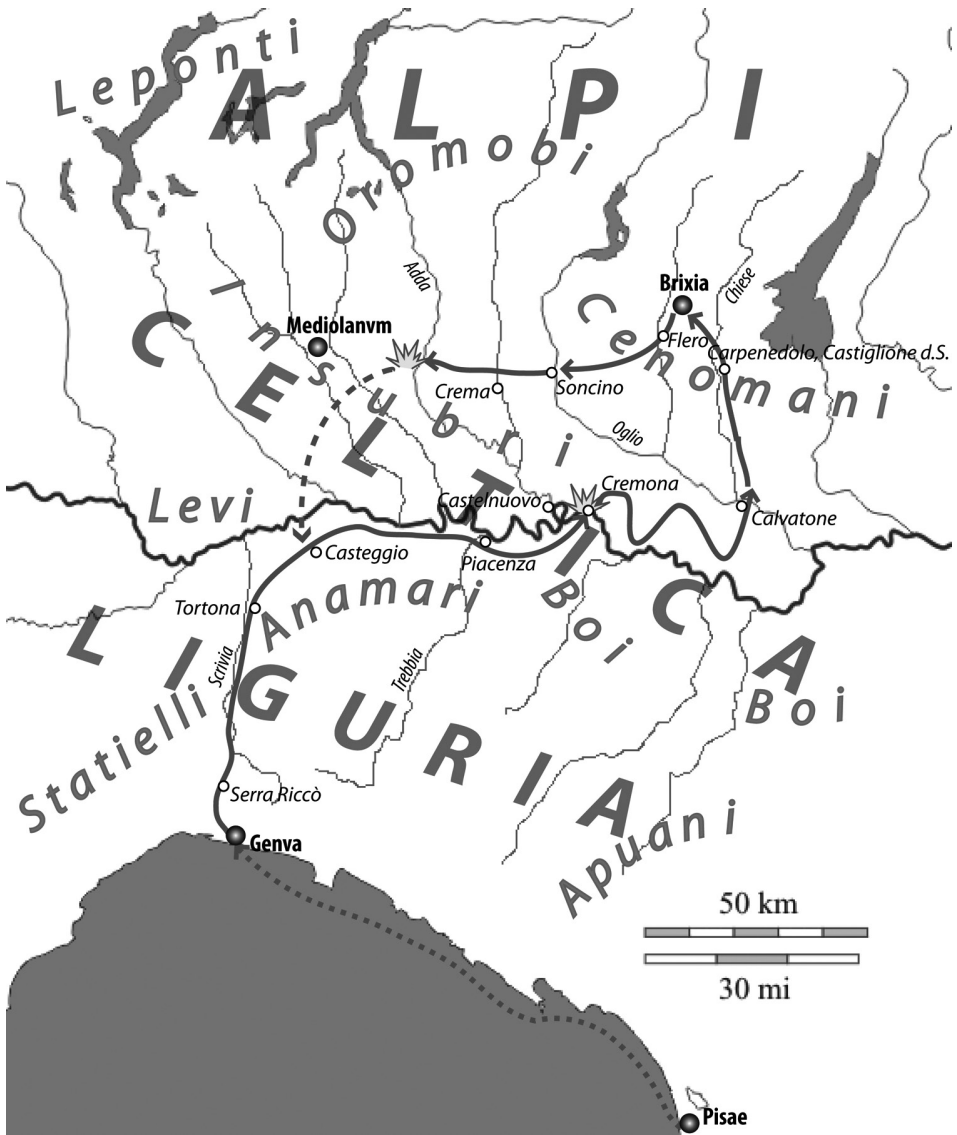 Leponti
ALPI
Oromobi
Adda
Insubri
Mediolanvm
Brixia
Chiese
Cenomani
Flero
Carpenedolo, Castiglione d.S.
Crema
Soncino
CELTICA
Oglio
Levi
Castelnuovo
Cremona
Calvatone
Casteggio
Piacenza
Anamari
Boi
Tortona
LIGURIA
Scrivia
Trebbia
Boi
Statielli
Serra Riccò
Genva
Apuani
50 km
30 mi
Pisae